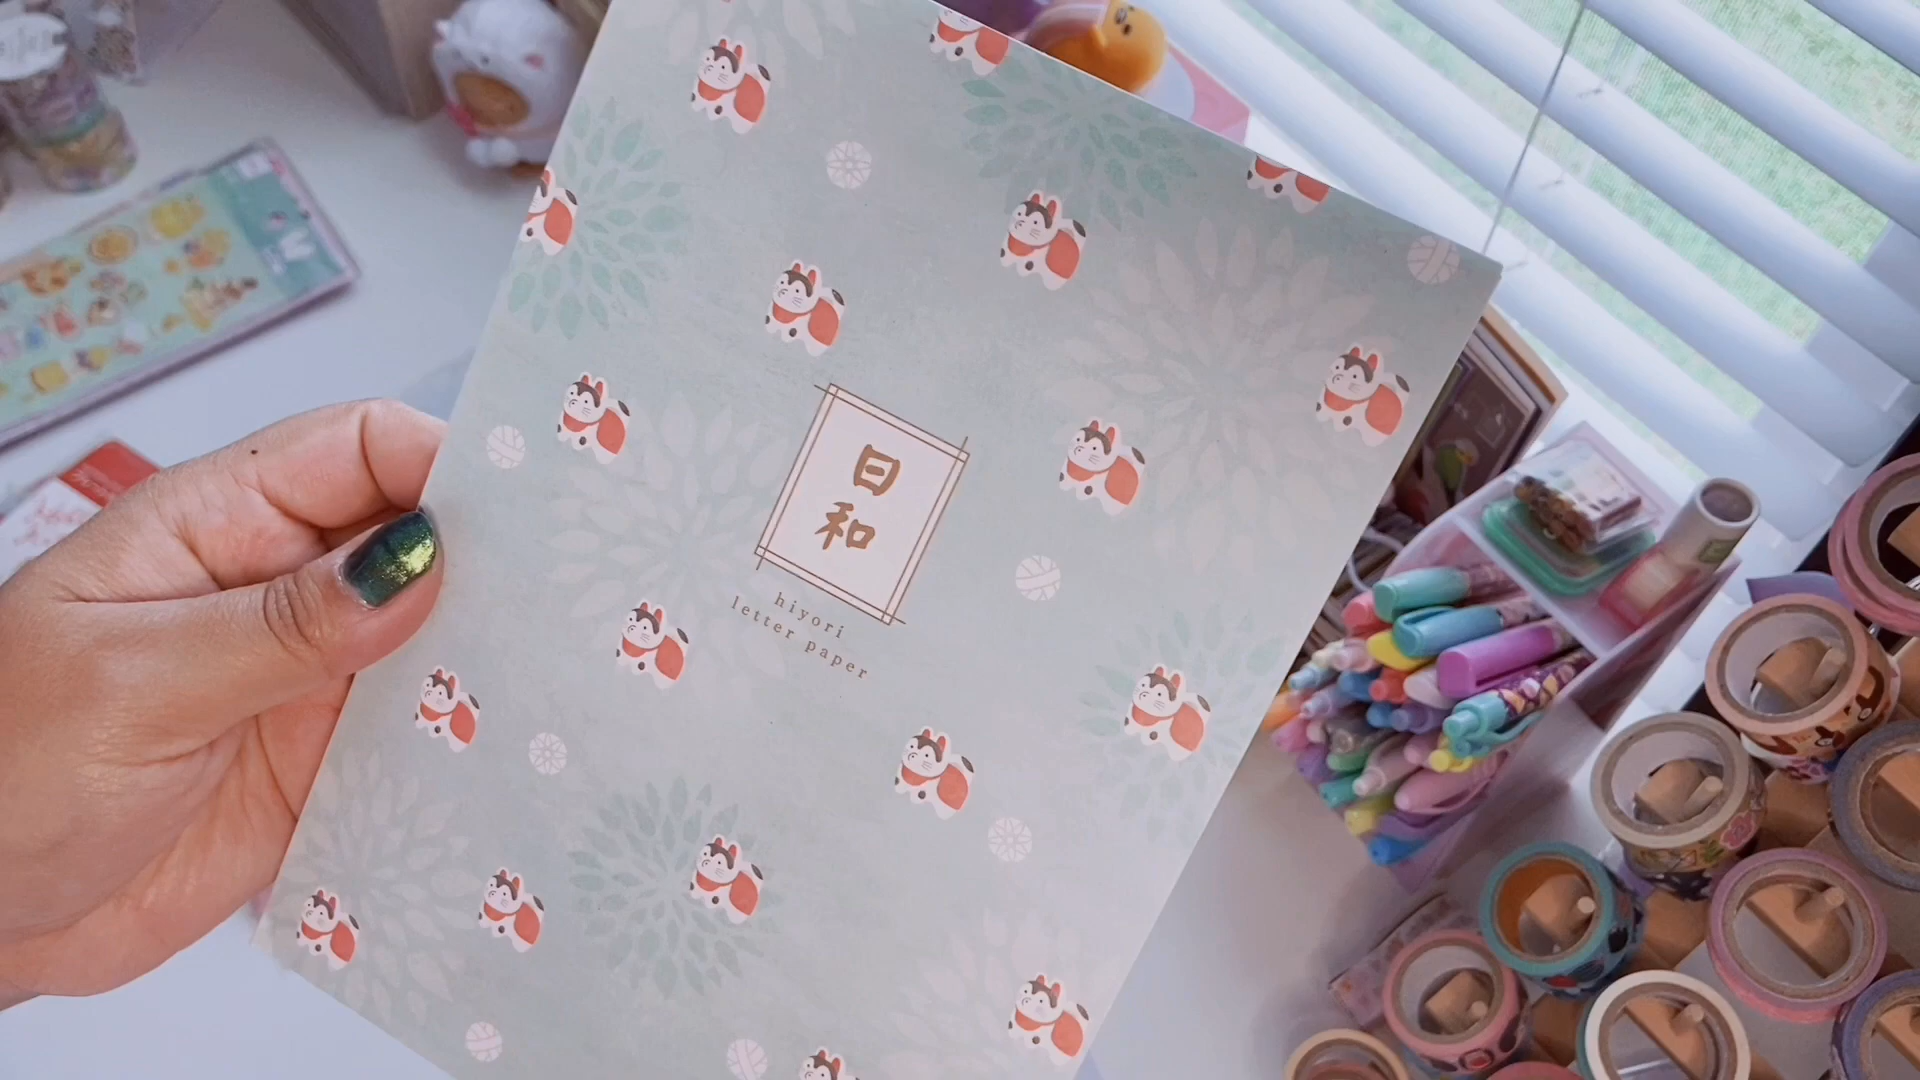 日
和
hiyori
letter paper